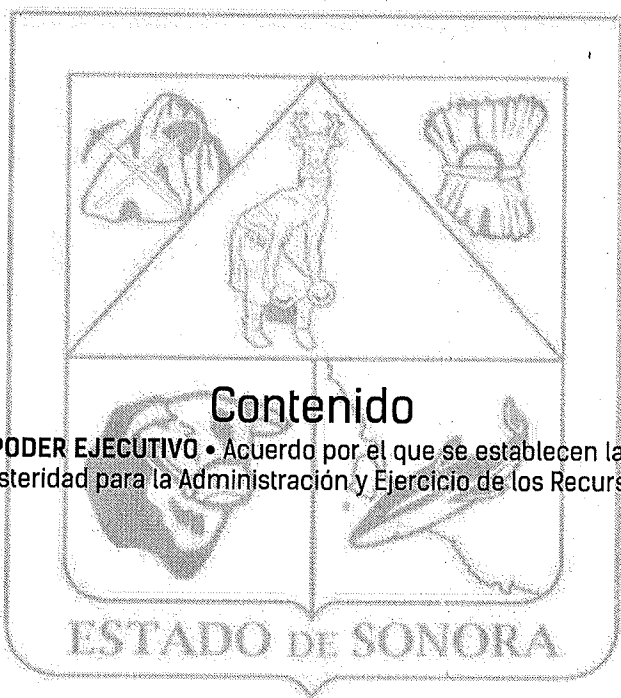 Contenido
PODER EJECUTIVO • Acuerdo por el que se establecen la
steridad para la Administración y Ejercicio de los Recurs
ESTADO DE SONORA